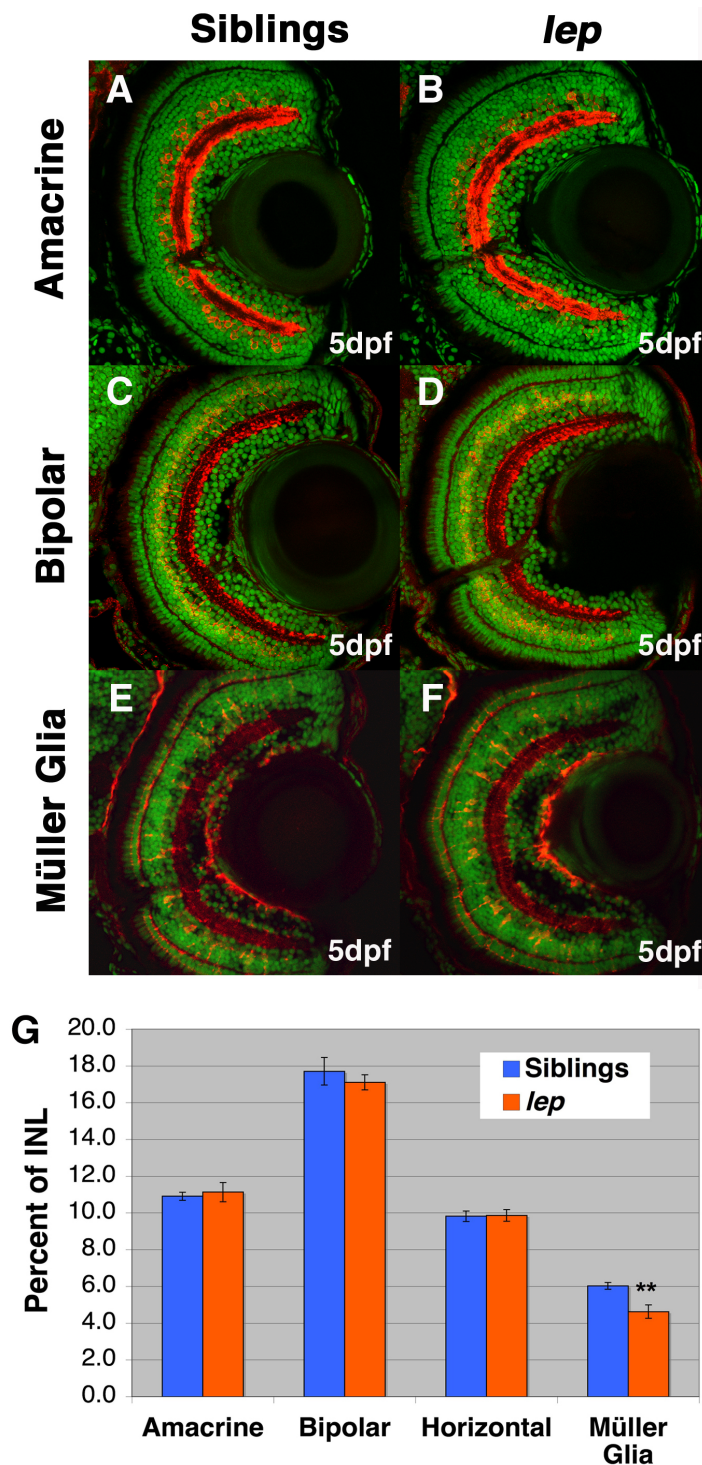 Siblings lep
Amacrine
A B
5dpf 5dpf
Bipolar
C D
5dpf 5dpf
Müller Glia
E F
5dpf 5dpf
G
Percent of INL
20.0
18.0
16.0
14.0
12.0
10.0
8.0
6.0
4.0
2.0
0.0
Siblings
lep
**
Amacrine Bipolar Horizontal Müller
Glia